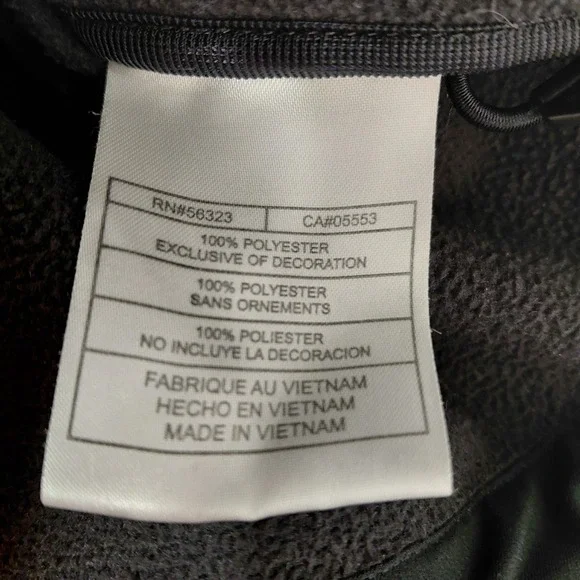 RN#56323 CA#05553
100% POLYESTER
EXCLUSIVE OF DECORATION
100% POLYESTER
SANS ORNEMENTS
100% POLIESTER
NO INCLUYE LA DECORACION
FABRIQUE AU VIETNAM
HECHO EN VIETNAM
MADE IN VIETNAM